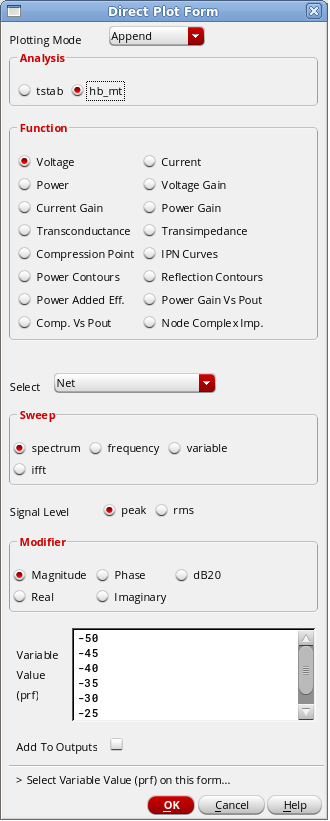 Direct Plot Form
Plotting Mode Append
Analysis
tstab hb_mt
Function
Voltage Current
Power Voltage Gain
Current Gain Power Gain
Transconductance Transimpedance
Compression Point IPN Curves
Power Contours Reflection Contours
Power Added Eff. Power Gain Vs Pout
Comp. Vs Pout Node Complex Imp.
Select Net
Sweep
spectrum frequency variable
ifft
Signal Level peak rms
Modifier
Magnitude Phase dB20
Real Imaginary
Variable
Value
(prf)
-50
-45
-40
-35
-30
-25
Add To Outputs
> Select Variable Value (prf) on this form...
OK Cancel Help